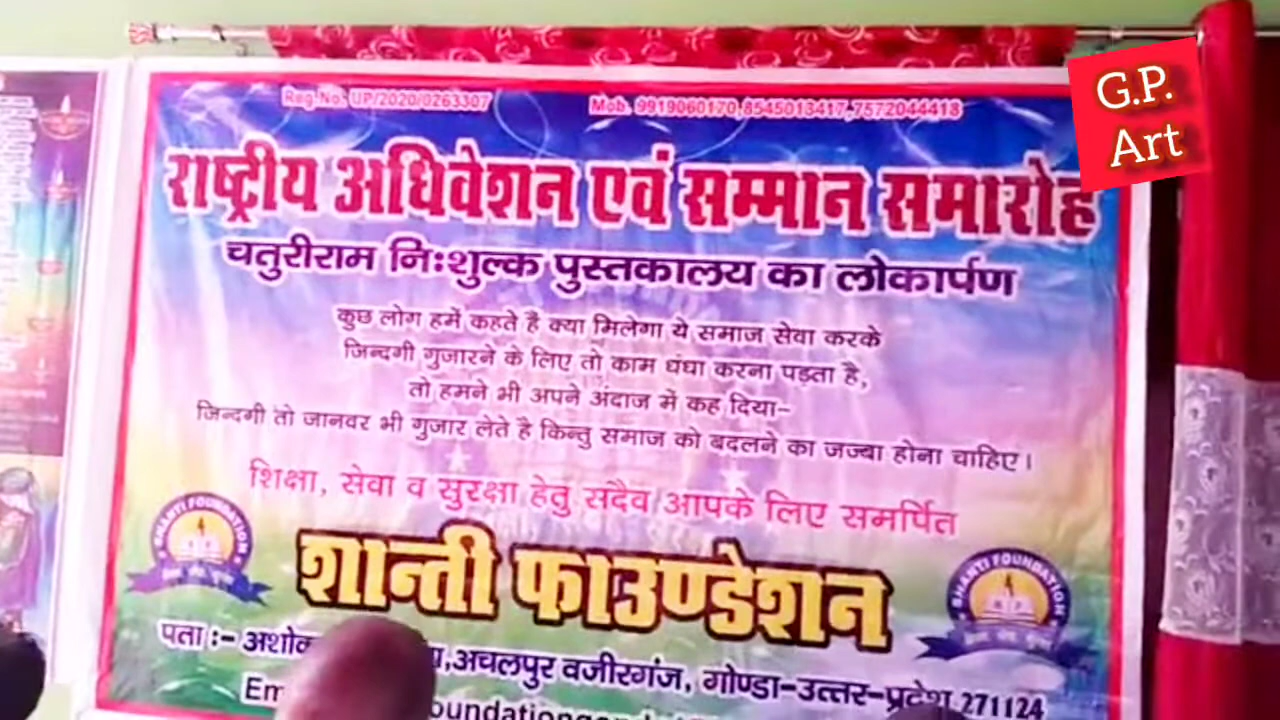 G.P.
Art
Reg.No. UP/2020/0263307 Mob. 9919060170,8545013417,7572044418
राष्ट्रीय अधिवेशन एवं सम्मान समारोह
चतुरीराम निःशुल्क पुस्तकालय का लोकार्पण
कुछ लोग हमें कहते है क्या मिलेगा ये समाज सेवा करके
जिन्दगी गुजारने के लिए तो काम धंधा करना पड़ता है,
तो हमने भी अपने अंदाज में कह दिया-
जिन्दगी तो जानवर भी गुजार लेते है किन्तु समाज को बदलने का जज्बा होना चाहिए।
शिक्षा, सेवा व सुरक्षा हेतु सदैव आपके लिए समर्पित
SHANTI FOUNDATION
शान्ती फाउण्डेशन
SHANTI FOUNDATION
पता :- अचलपुर वजीरगंज, गोण्डा-उत्तर-प्रदेश 271124